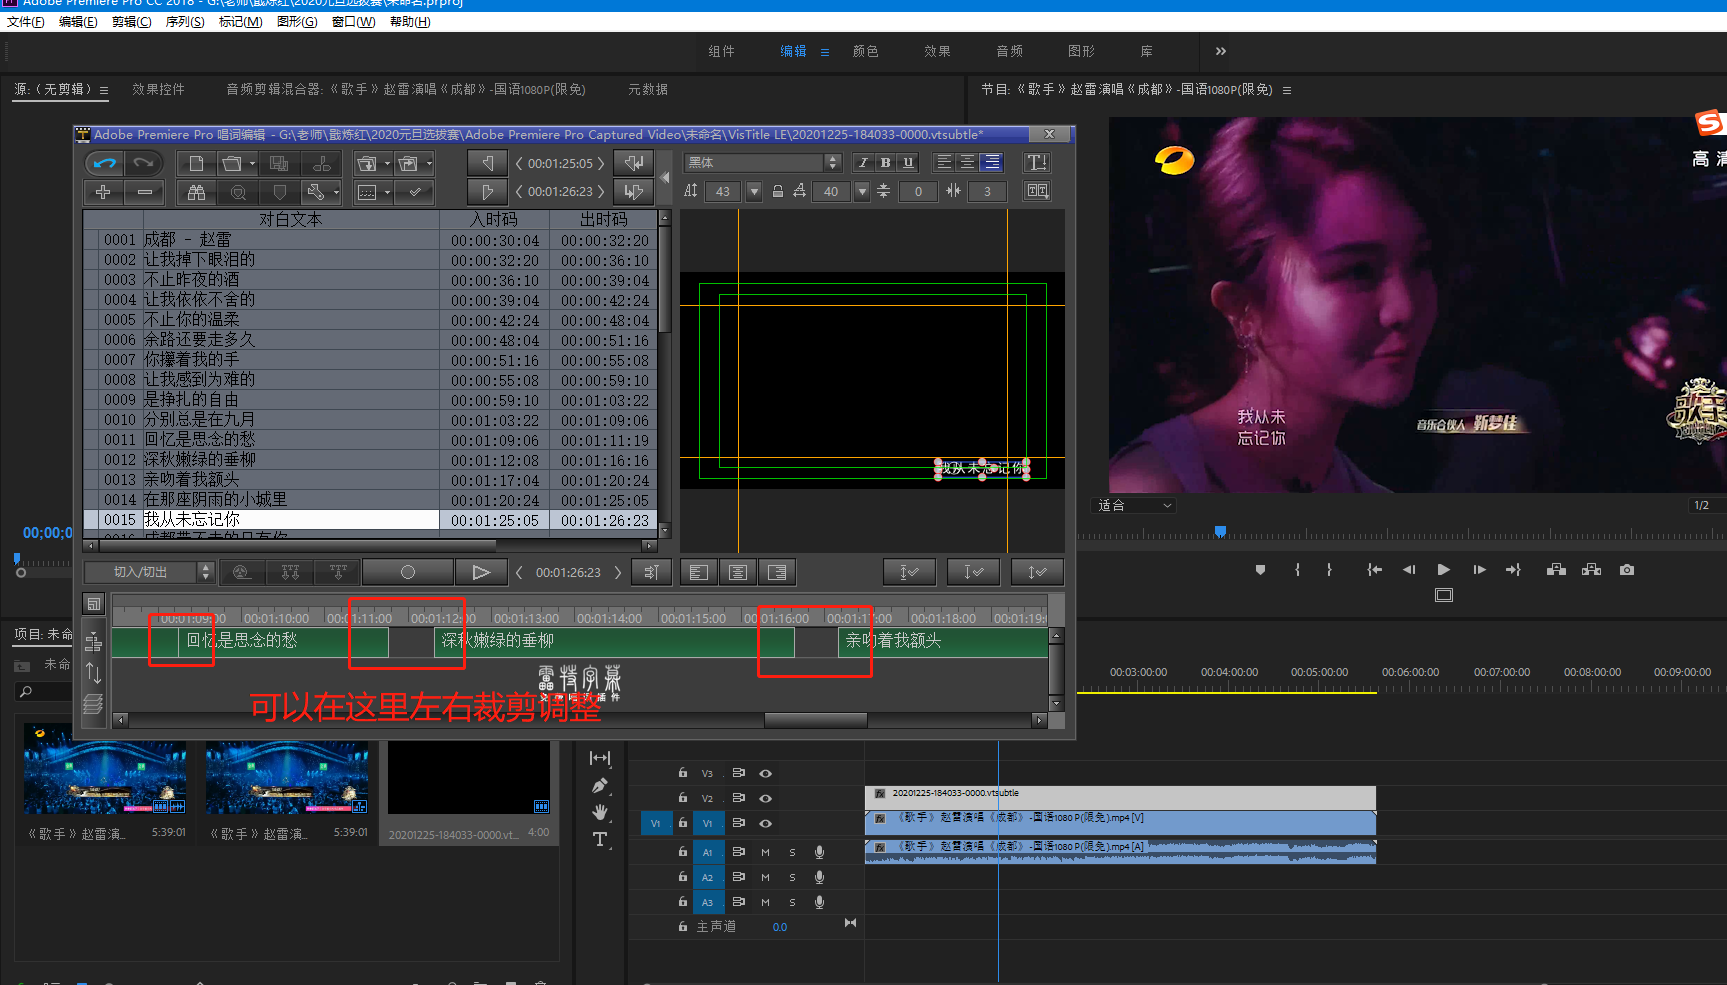 Adobe Premiere Pro CC 2018 - G:\老师\戬炼红\2020元旦选拔赛\未命名.prproj
文件(F) 编辑(E) 剪辑(C) 序列(S) 标记(M) 图形(G) 窗口(W) 帮助(H)
组件 编辑 颜色 效果 音频 图形 库
源:（无剪辑） 效果控件 音频剪辑混合器:《歌手》赵雷演唱《成都》-国语1080P(限免) 元数据
节目:《歌手》赵雷演唱《成都》-国语1080P(限免)
Adobe Premiere Pro 唱词编辑 - G:\老师\戬炼红\2020元旦选拔赛\Adobe Premiere Pro Captured Video\未命名\VisTitle LE\20201225-184033-0000.vtsubtle*
00:01:25:05
00:01:26:23
黑体 I B U
43 40 0 3
对白文本 入时码 出时码
0001 成都 - 赵雷 00:00:30:04 00:00:32:20
0002 让我掉下眼泪的 00:00:32:20 00:00:36:10
0003 不止昨夜的酒 00:00:36:10 00:00:39:04
0004 让我依依不舍的 00:00:39:04 00:00:42:24
0005 不止你的温柔 00:00:42:24 00:00:48:04
0006 余路还要走多久 00:00:48:04 00:00:51:16
0007 你攥着我的手 00:00:51:16 00:00:55:08
0008 让我感到为难的 00:00:55:08 00:00:59:10
0009 是挣扎的自由 00:00:59:10 00:01:03:22
0010 分别总是在九月 00:01:03:22 00:01:09:06
0011 回忆是思念的愁 00:01:09:06 00:01:11:19
0012 深秋嫩绿的垂柳 00:01:12:08 00:01:16:16
0013 亲吻着我额头 00:01:17:04 00:01:20:24
0014 在那座阴雨的小城里 00:01:20:24 00:01:25:05
0015 我从未忘记你 00:01:25:05 00:01:26:23
0016 成都带不走的只有你
我从未忘记你
高清
我从未
忘记你
音乐合伙人 靳梦佳
歌手
适合 1/2
00;00;0
切入/切出 00:01:26:23
00:01:09:00 00:01:10:00 00:01:11:00 00:01:12:00 00:01:13:00 00:01:14:00 00:01:15:00 00:01:16:00 00:01:17:00 00:01:18:00 00:01:19:0
回忆是思念的愁 深秋嫩绿的垂柳 亲吻着我额头
雷特字幕
可以在这里左右裁剪调整
项目: 未命
未命
00:03:00:00 00:04:00:00 00:05:00:00 00:06:00:00 00:07:00:00 00:08:00:00 00:09:00:00
《歌手》赵雷演... 5:39:01
《歌手》赵雷演... 5:39:01
20201225-184033-0000.vt... 4:00
V3
V2
V1 V1
A1 M S
A2 M S
A3 M S
主声道 0.0
fx 20201225-184033-0000.vtsubtle
fx 《歌手》赵雷演唱《成都》-国语1080P(限免).mp4 [V]
fx 《歌手》赵雷演唱《成都》-国语1080P(限免).mp4 [A]